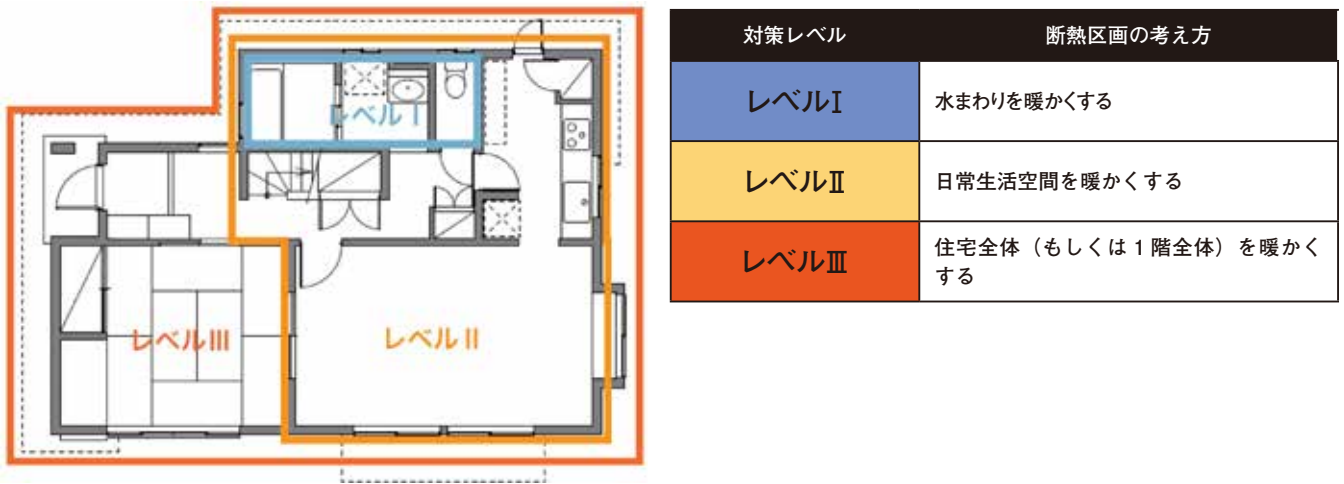 レベルI
レベルIII
レベルII
対策レベル
断熱区画の考え方
レベルⅠ
水まわりを暖かくする
レベルⅡ
日常生活空間を暖かくする
レベルⅢ
住宅全体(もしくは1階全体)を暖かく
する